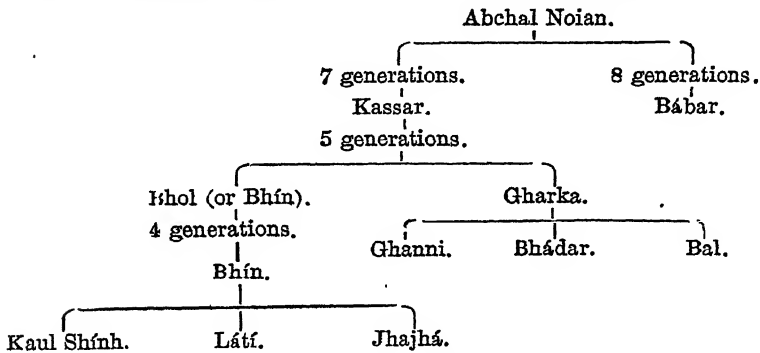 Abchal Noian.
7 generations. 8 generations.
Kassar. Bábar.
5 generations.
Khol (or Bhín). Gharka.
4 generations.
Ghanni. Bhádar. Bal.
Bhín.
Kaul Shính. Látí. Jhajhá.